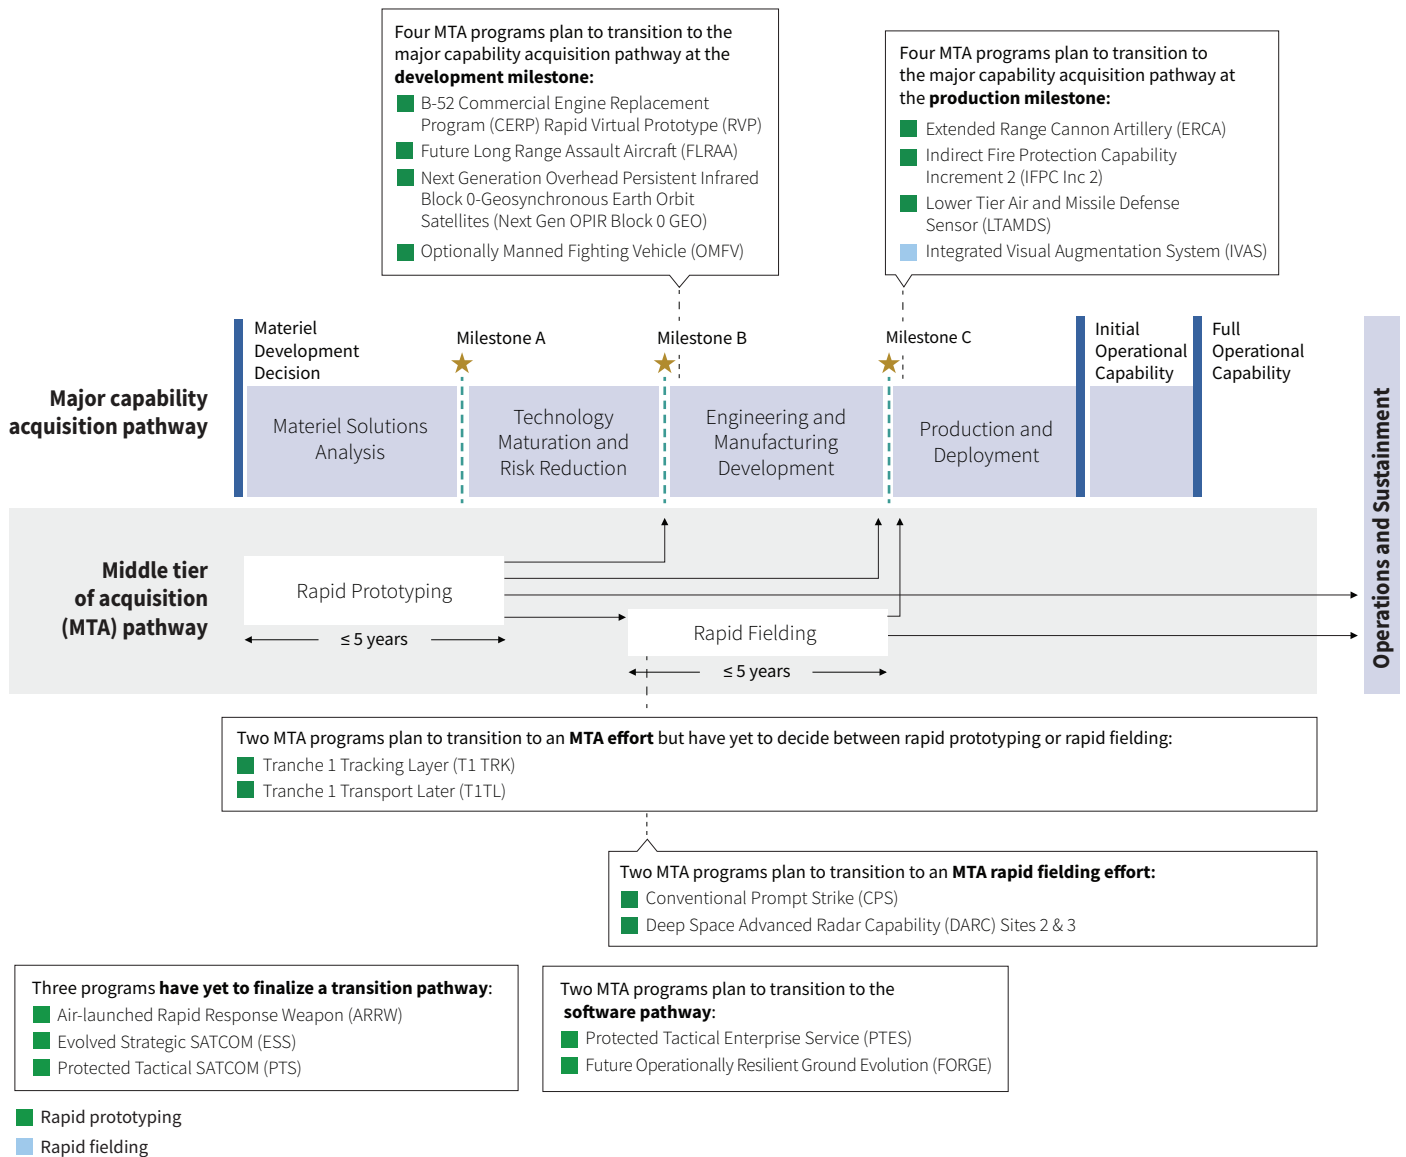 Four MTA programs plan to transition to the
major capability acquisition pathway at the
development milestone:
B-52 Commercial Engine Replacement
Program (CERP) Rapid Virtual Prototype (RVP)
Future Long Range Assault Aircraft (FLRAA)
Next Generation Overhead Persistent Infrared
Block 0-Geosynchronous Earth Orbit
Satellites (Next Gen OPIR Block 0 GEO)
Optionally Manned Fighting Vehicle (OMFV)
Four MTA programs plan to transition to
the major capability acquisition pathway at
the production milestone:
Extended Range Cannon Artillery (ERCA)
Indirect Fire Protection Capability
Increment 2 (IFPC Inc 2)
Lower Tier Air and Missile Defense
Sensor (LTAMDS)
Integrated Visual Augmentation System (IVAS)
Materiel
Development
Decision
Milestone A
Milestone B
Milestone C
Initial
Operational
Capability
Full
Operational
Capability
Major capability
acquisition pathway
Materiel Solutions
Analysis
Technology
Maturation and
Risk Reduction
Engineering and
Manufacturing
Development
Production and
Deployment
Operations and Sustainment
Middle tier
of acquisition
(MTA) pathway
Rapid Prototyping
≤ 5 years
Rapid Fielding
≤ 5 years
Two MTA programs plan to transition to an MTA effort but have yet to decide between rapid prototyping or rapid fielding:
Tranche 1 Tracking Layer (T1 TRK)
Tranche 1 Transport Later (T1TL)
Two MTA programs plan to transition to an MTA rapid fielding effort:
Conventional Prompt Strike (CPS)
Deep Space Advanced Radar Capability (DARC) Sites 2 & 3
Three programs have yet to finalize a transition pathway:
Air-launched Rapid Response Weapon (ARRW)
Evolved Strategic SATCOM (ESS)
Protected Tactical SATCOM (PTS)
Two MTA programs plan to transition to the
software pathway:
Protected Tactical Enterprise Service (PTES)
Future Operationally Resilient Ground Evolution (FORGE)
Rapid prototyping
Rapid fielding